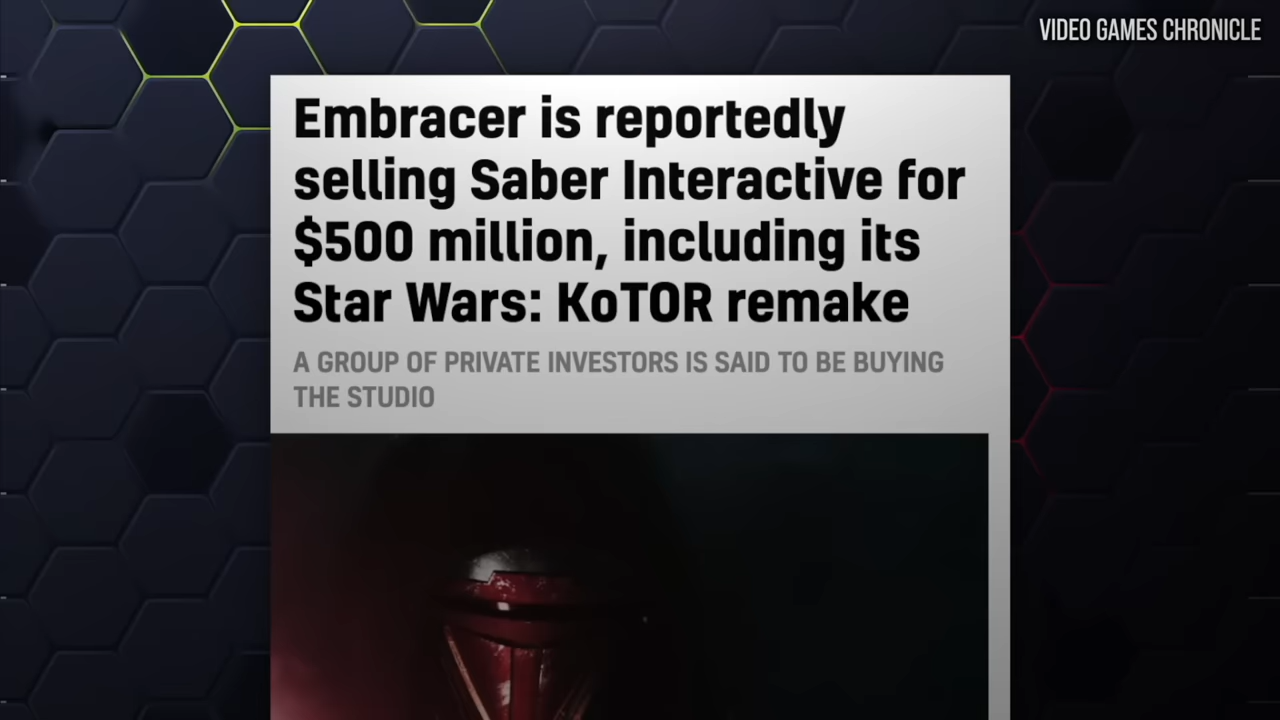 VIDEO GAMES CHRONICLE
Embracer is reportedly
selling Saber Interactive for
$500 million, including its
Star Wars: KoTOR remake
A GROUP OF PRIVATE INVESTORS IS SAID TO BE BUYING
THE STUDIO